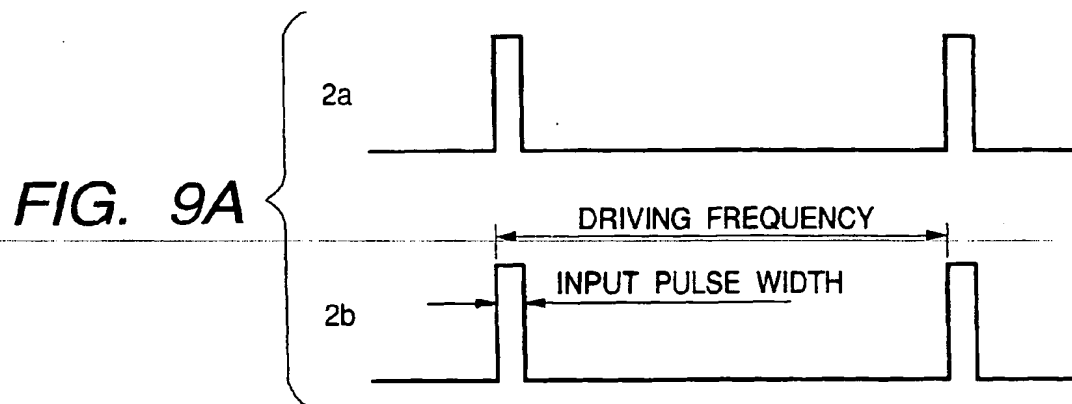 2a
FIG. 9A
DRIVING FREQUENCY
INPUT PULSE WIDTH
2b